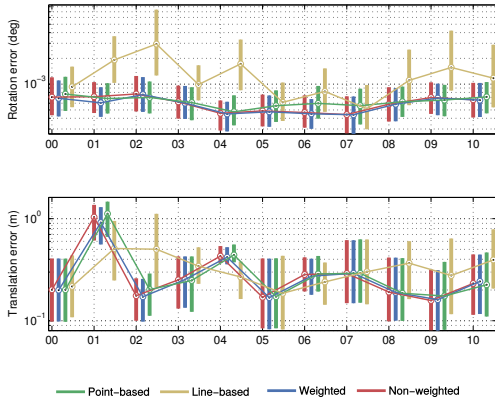 Rotation error (deg)
10⁻³
00 01 02 03 04 05 06 07 08 09 10
Translation error (m)
10⁰
10⁻¹
00 01 02 03 04 05 06 07 08 09 10
Point−based Line−based Weighted Non−weighted